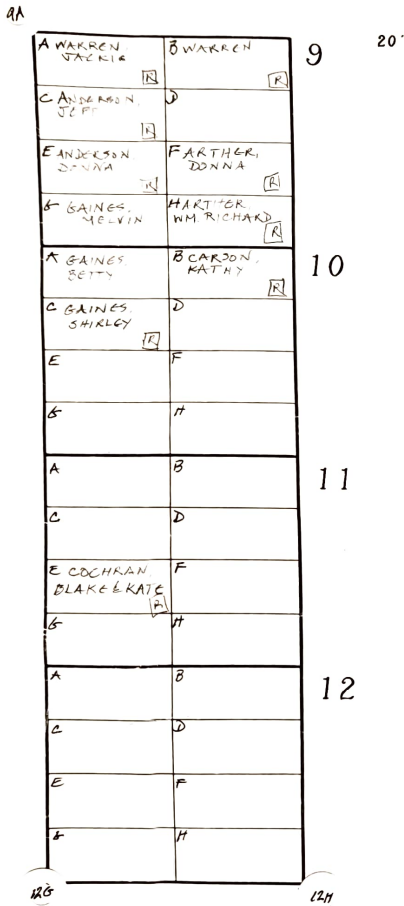 9A
A WARREN, JACKIE R
B WARREN R
9
20'
C ANDERSON, JEFF R
D
E ANDERSON DONNA R
F ARTHER, DONNA R
G GAINES, MELVIN
H ARTHER WM. RICHARD R
A GAINES BETTY
B CARSON, KATHY R
10
C GAINES, SHIRLEY R
D
E
F
G
H
A
B
11
C
D
E COCHRAN BLAKE & KATE R
F
G
H
A
B
12
C
D
E
F
G
H
12G
12H